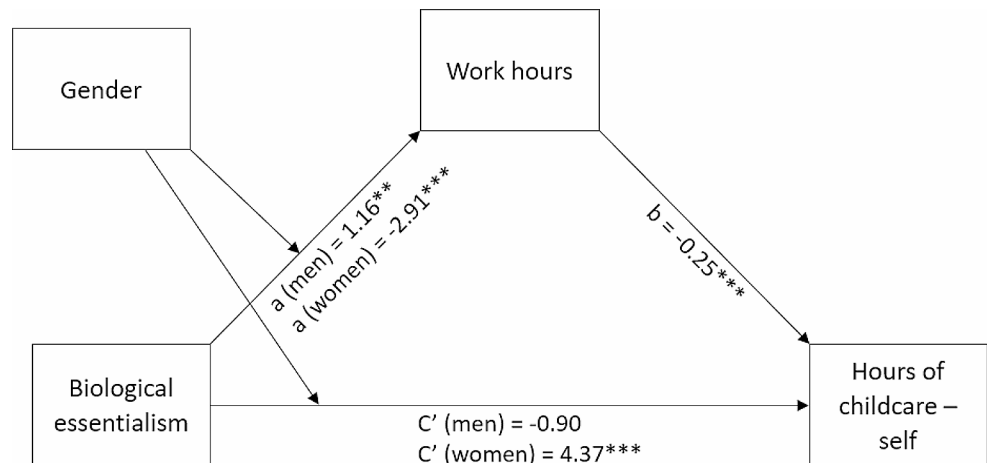 Gender
Work hours
a (men) = 1.16**
a (women) = -2.91***
b = -0.25***
Biological
essentialism
C’ (men) = -0.90
C’ (women) = 4.37***
Hours of
childcare –
self